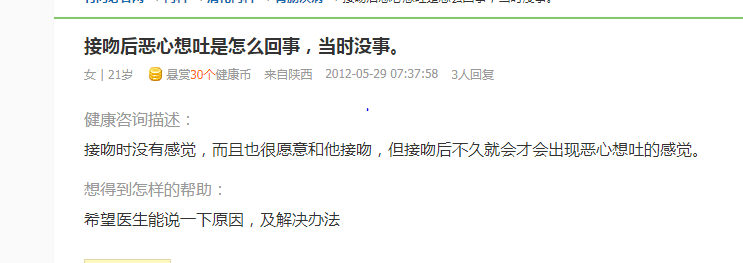 接吻后恶心想吐是怎么回事，当时没事。
女 | 21岁 悬赏30个健康币 来自陕西 2012-05-29 07:37:58 3人回复
健康咨询描述：
接吻时没有感觉，而且也很愿意和他接吻，但接吻后不久就会才会出现恶心想吐的感觉。
想得到怎样的帮助：
希望医生能说一下原因，及解决办法